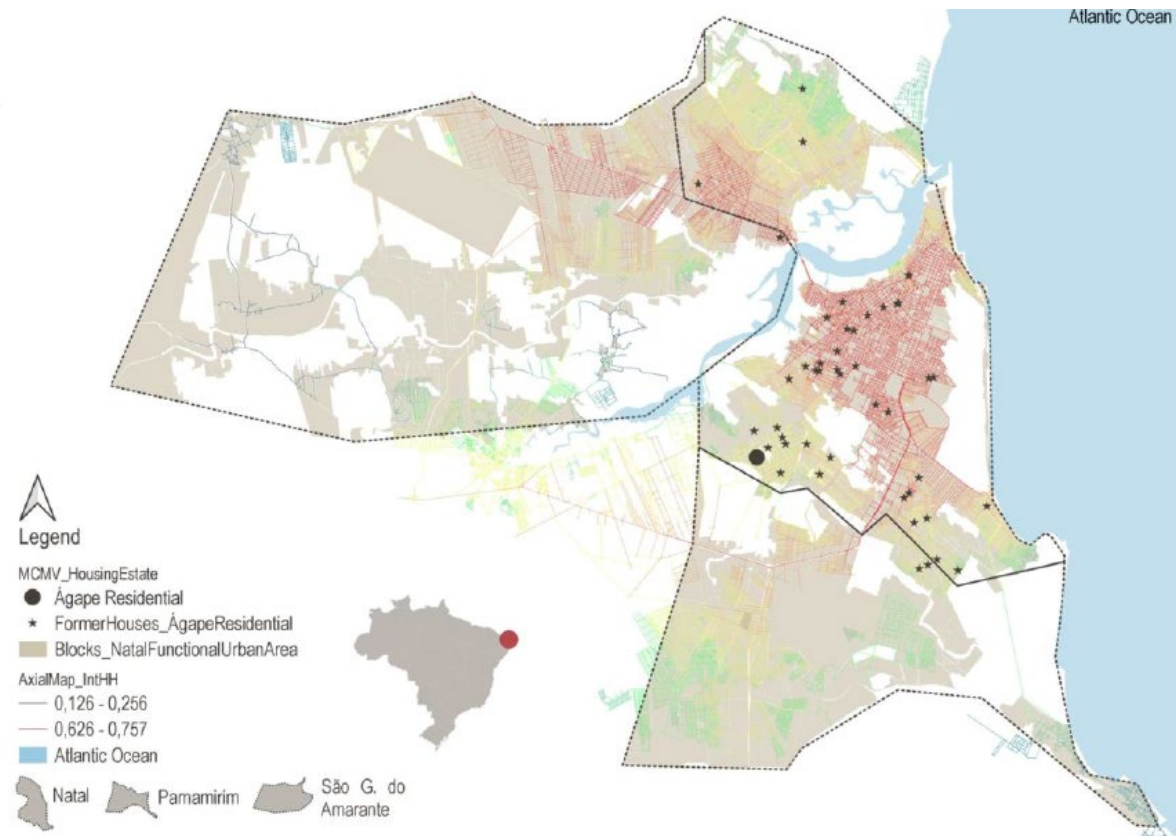 Atlantic Ocean
Legend
MCMV_HousingEstate
Ágape Residential
FormerHouses_ÁgapeResidential
Blocks_NatalFunctionalUrbanArea
AxialMap_IntHH
0,126 - 0,256
0,626 - 0,757
Atlantic Ocean
Natal
Parnamirim
São G. do
Amarante